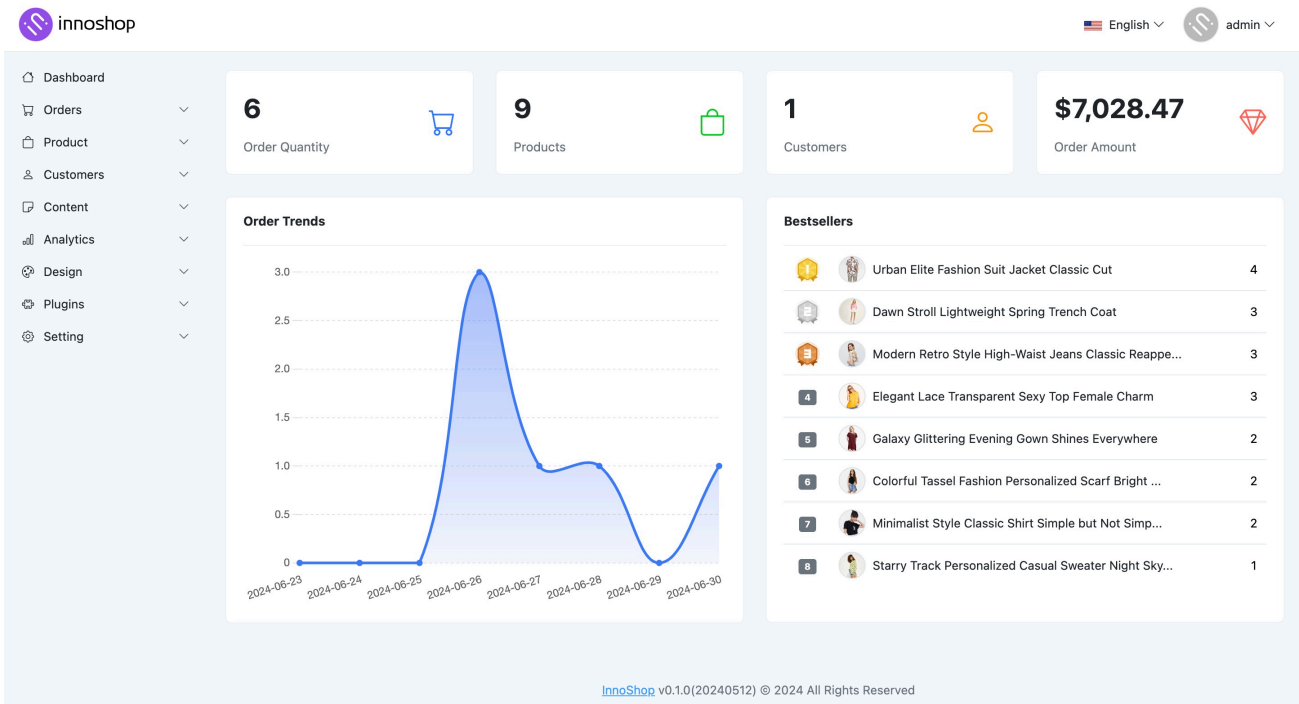 innoshop
English
admin
Dashboard
Orders
Product
Customers
Content
Analytics
Design
Plugins
Setting
6
Order Quantity
9
Products
1
Customers
$7,028.47
Order Amount
Order Trends
3.0
2.5
2.0
1.5
1.0
0.5
0
2024-06-23
2024-06-24
2024-06-25
2024-06-26
2024-06-27
2024-06-28
2024-06-29
2024-06-30
Bestsellers
1 Urban Elite Fashion Suit Jacket Classic Cut 4
2 Dawn Stroll Lightweight Spring Trench Coat 3
3 Modern Retro Style High-Waist Jeans Classic Reappe... 3
4 Elegant Lace Transparent Sexy Top Female Charm 3
5 Galaxy Glittering Evening Gown Shines Everywhere 2
6 Colorful Tassel Fashion Personalized Scarf Bright ... 2
7 Minimalist Style Classic Shirt Simple but Not Simp... 2
8 Starry Track Personalized Casual Sweater Night Sky... 1
InnoShop v0.1.0(20240512) © 2024 All Rights Reserved